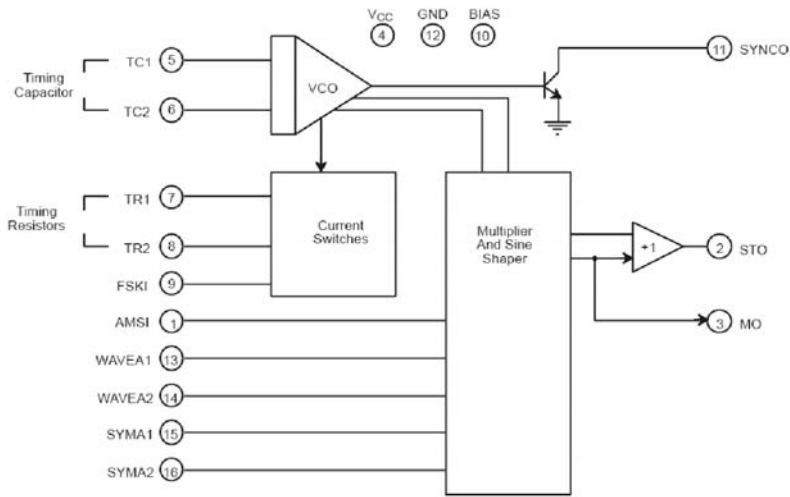 VCC GND BIAS
4 12 10
Timing
Capacitor
TC1 5
TC2 6
VCO
11 SYNCO
Timing
Resistors
TR1 7
TR2 8
FSKI 9
Current
Switches
Multiplier
And Sine
Shaper
+1
2 STO
3 MO
AMSI 1
WAVEA1 13
WAVEA2 14
SYMA1 15
SYMA2 16